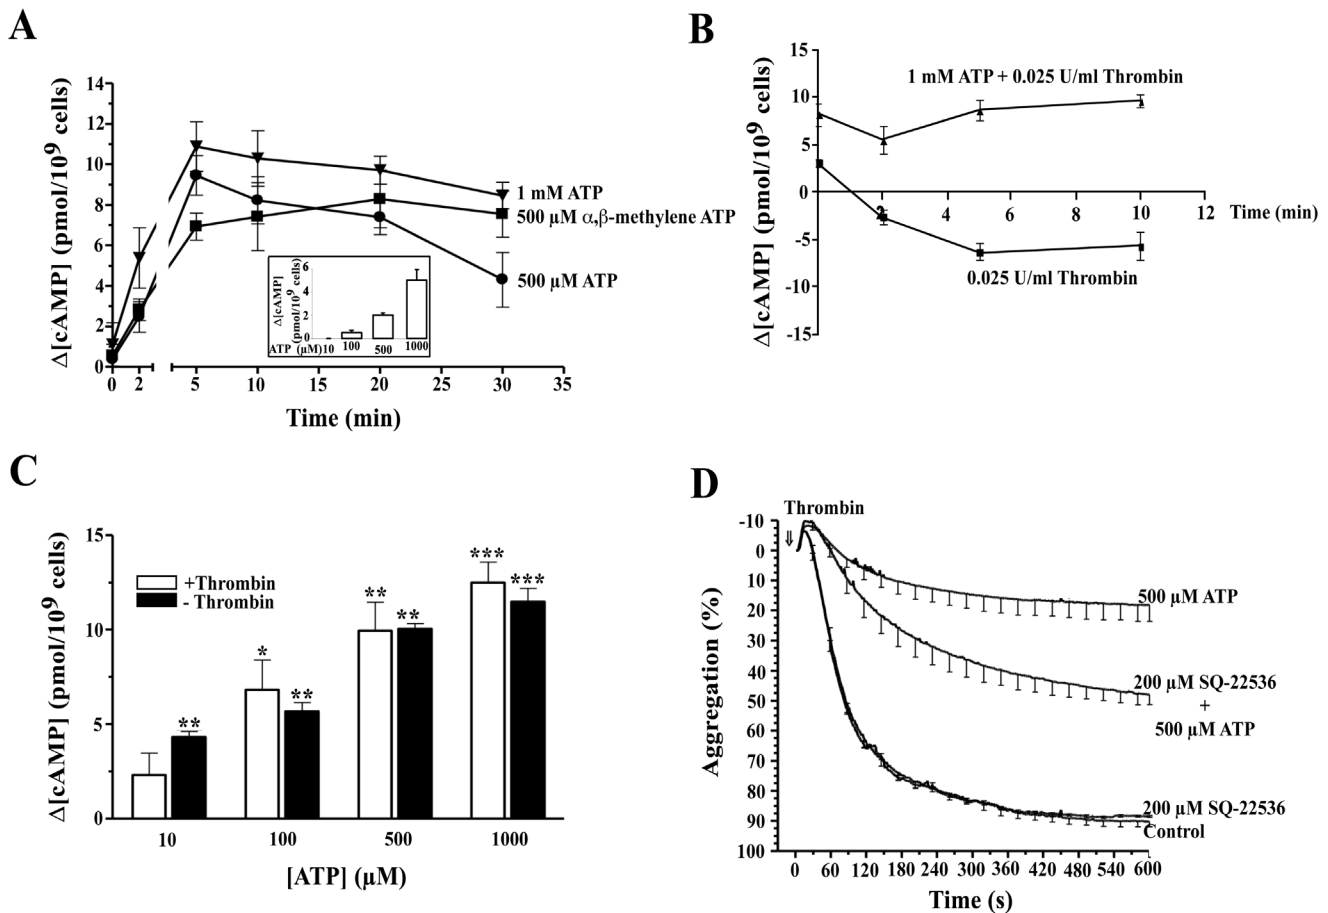 A
Δ[cAMP] (pmol/10⁹ cells)
14
12
10
8
6
4
2
0
0 2 5 10 15 20 25 30 35
Time (min)
1 mM ATP
500 µM α,β-methylene ATP
500 µM ATP
Δ[cAMP]
(pmol/10⁹ cells)
6
4
2
0
ATP (µM)10 100 500 1000
B
Δ[cAMP] (pmol/10⁹ cells)
15
10
5
0
-5
-10
-15
2 4 6 8 10 12
Time (min)
1 mM ATP + 0.025 U/ml Thrombin
0.025 U/ml Thrombin
C
Δ[cAMP] (pmol/10⁹ cells)
15
10
5
0
+Thrombin
- Thrombin
**
*
**
**
**
***
***
10 100 500 1000
[ATP] (µM)
D
Thrombin
⇓
Aggregation (%)
-10
0
10
20
30
40
50
60
70
80
90
100
0 60 120 180 240 300 360 420 480 540 600
Time (s)
500 µM ATP
200 µM SQ-22536
+
500 µM ATP
200 µM SQ-22536
Control